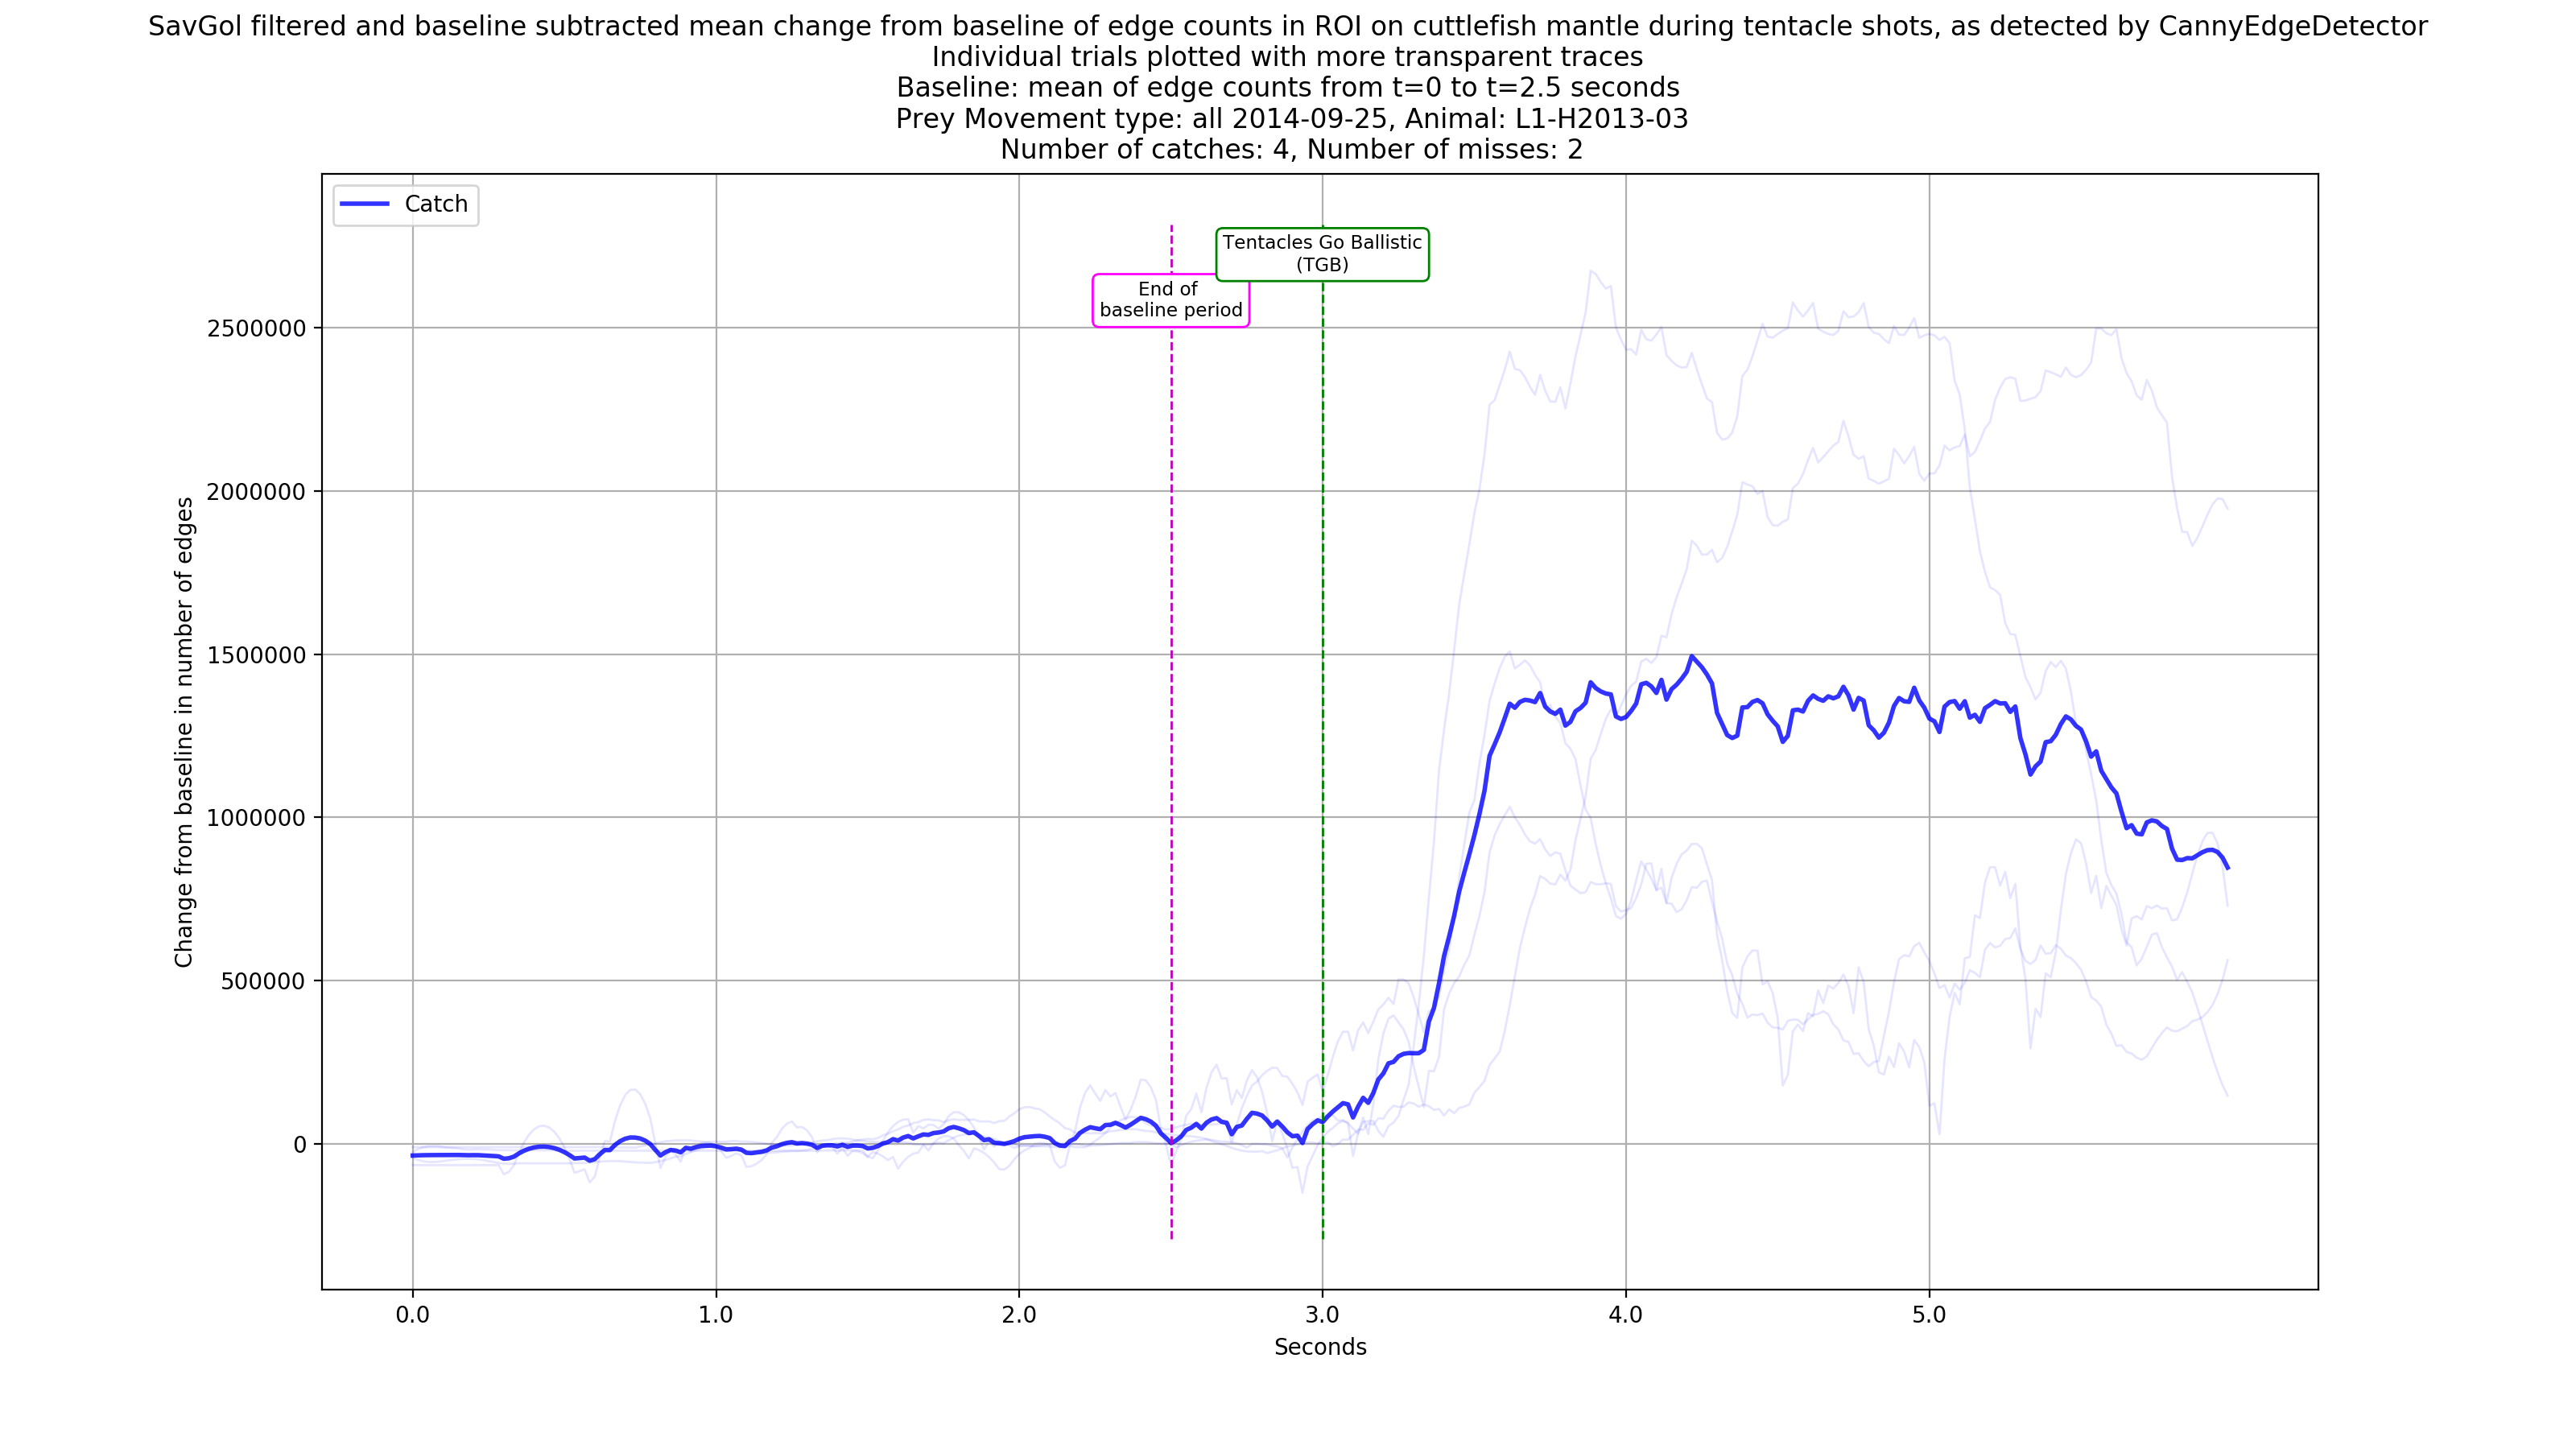 SavGol filtered and baseline subtracted mean change from baseline of edge counts in ROI on cuttlefish mantle during tentacle shots, as detected by CannyEdgeDetector
Individual trials plotted with more transparent traces
Baseline: mean of edge counts from t=0 to t=2.5 seconds
Prey Movement type: all 2014-09-25, Animal: L1-H2013-03
Number of catches: 4, Number of misses: 2
Catch
Tentacles Go Ballistic
(TGB)
End of
baseline period
Change from baseline in number of edges
2500000
2000000
1500000
1000000
500000
0
0.0
1.0
2.0
3.0
4.0
5.0
Seconds